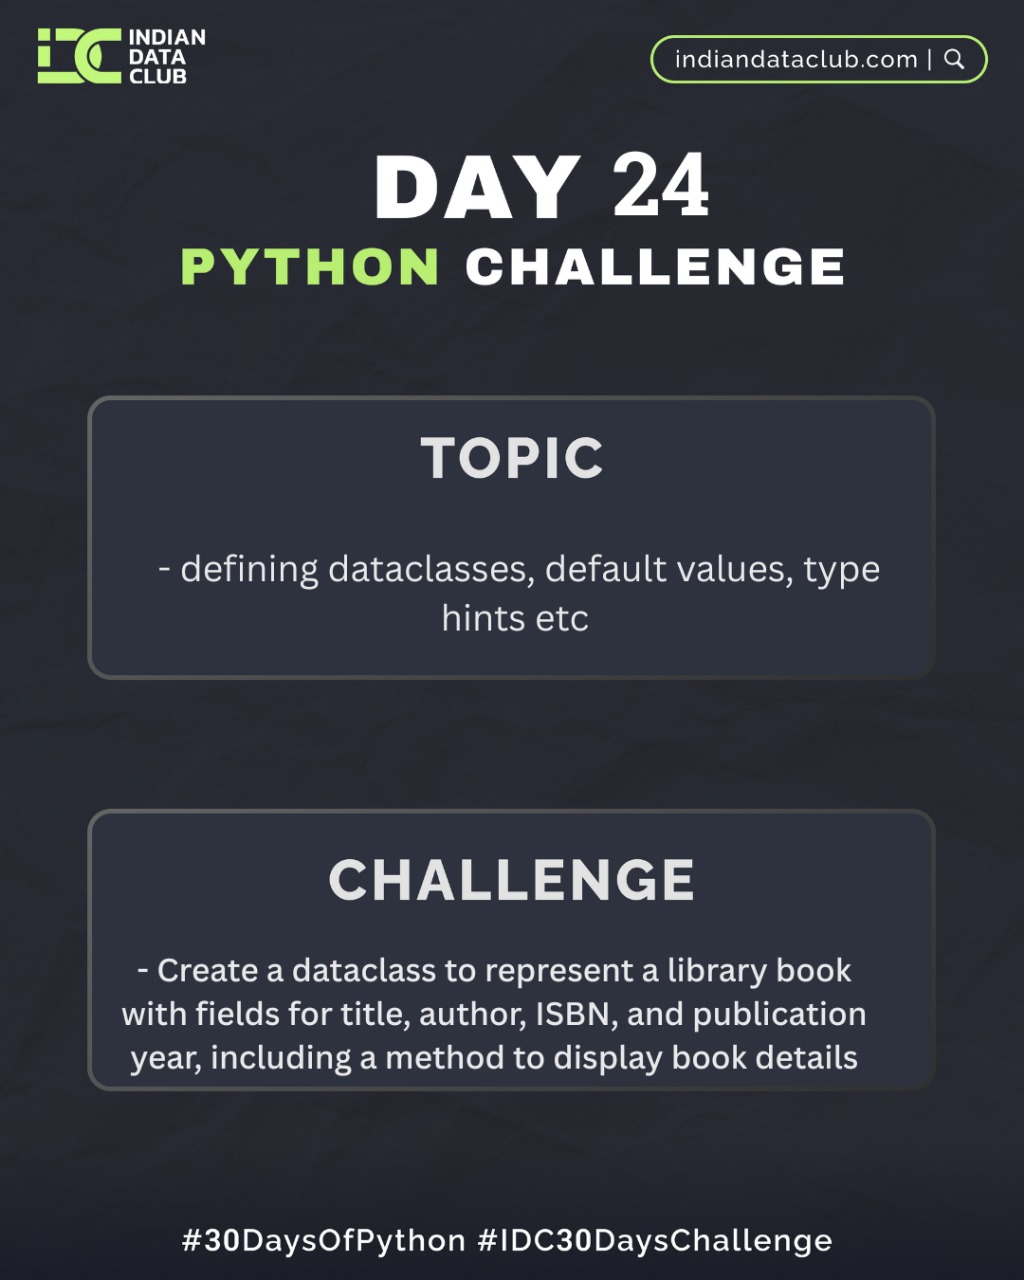 INDIAN
DATA
CLUB
indiandataclub.com |
DAY 24
PYTHON CHALLENGE
TOPIC
- defining dataclasses, default values, type
hints etc
CHALLENGE
- Create a dataclass to represent a library book
with fields for title, author, ISBN, and publication
year, including a method to display book details
#30DaysOfPython #IDC30DaysChallenge